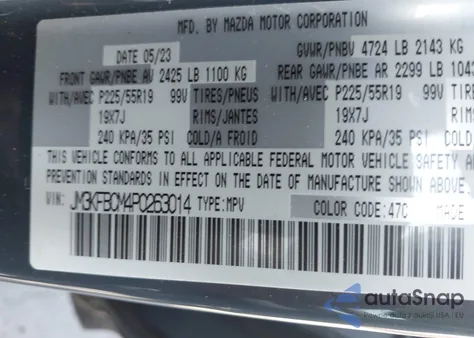 MFD. BY MAZDA MOTOR CORPORATION
DATE 05/23 GVWR/PNBV 4724 LB 2143 KG
FRONT GAWR/PNBE AV 2425 LB 1100 KG REAR GAWR/PNBE AR 2299 LB 1043
WITH/AVEC P225/55R19 99V TIRES/PNEUS WITH/AVEC P225/55R19 99V
19X7J RIMS/JANTES 19X7J
240 KPA/35 PSI COLD/A FROID 240 KPA/35 PSI
THIS VEHICLE CONFORMS TO ALL APPLICABLE FEDERAL MOTOR VEHICLE SAFETY AN
PREVENTION STANDARDS IN EFFECT ON THE DATE OF MANUFACTURE SHOWN ABOVE.
VIN: JM3KFBCM4P0263014 TYPE:MPV COLOR CODE:47C MADE
autoSnap